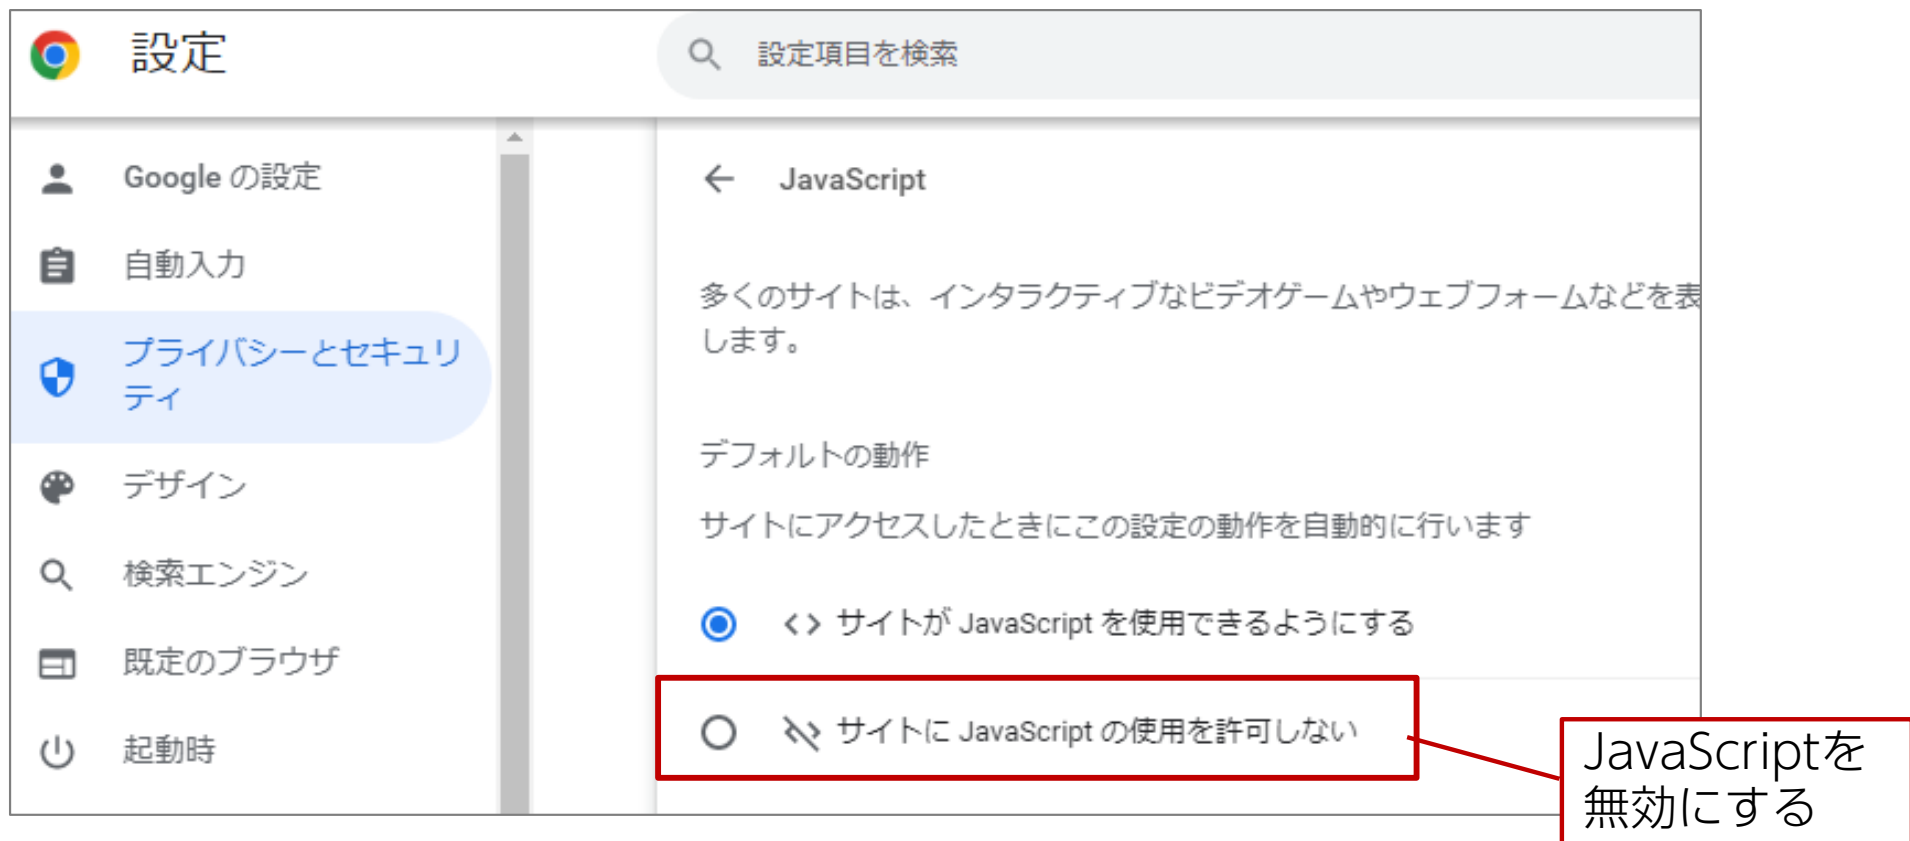 設定
設定項目を検索
Google の設定
自動入力
プライバシーとセキュリ
ティ
デザイン
検索エンジン
既定のブラウザ
起動時
JavaScript
多くのサイトは、インタラクティブなビデオゲームやウェブフォームなどを表
します。
デフォルトの動作
サイトにアクセスしたときにこの設定の動作を自動的に行います
サイトが JavaScript を使用できるようにする
サイトに JavaScript の使用を許可しない
JavaScriptを
無効にする